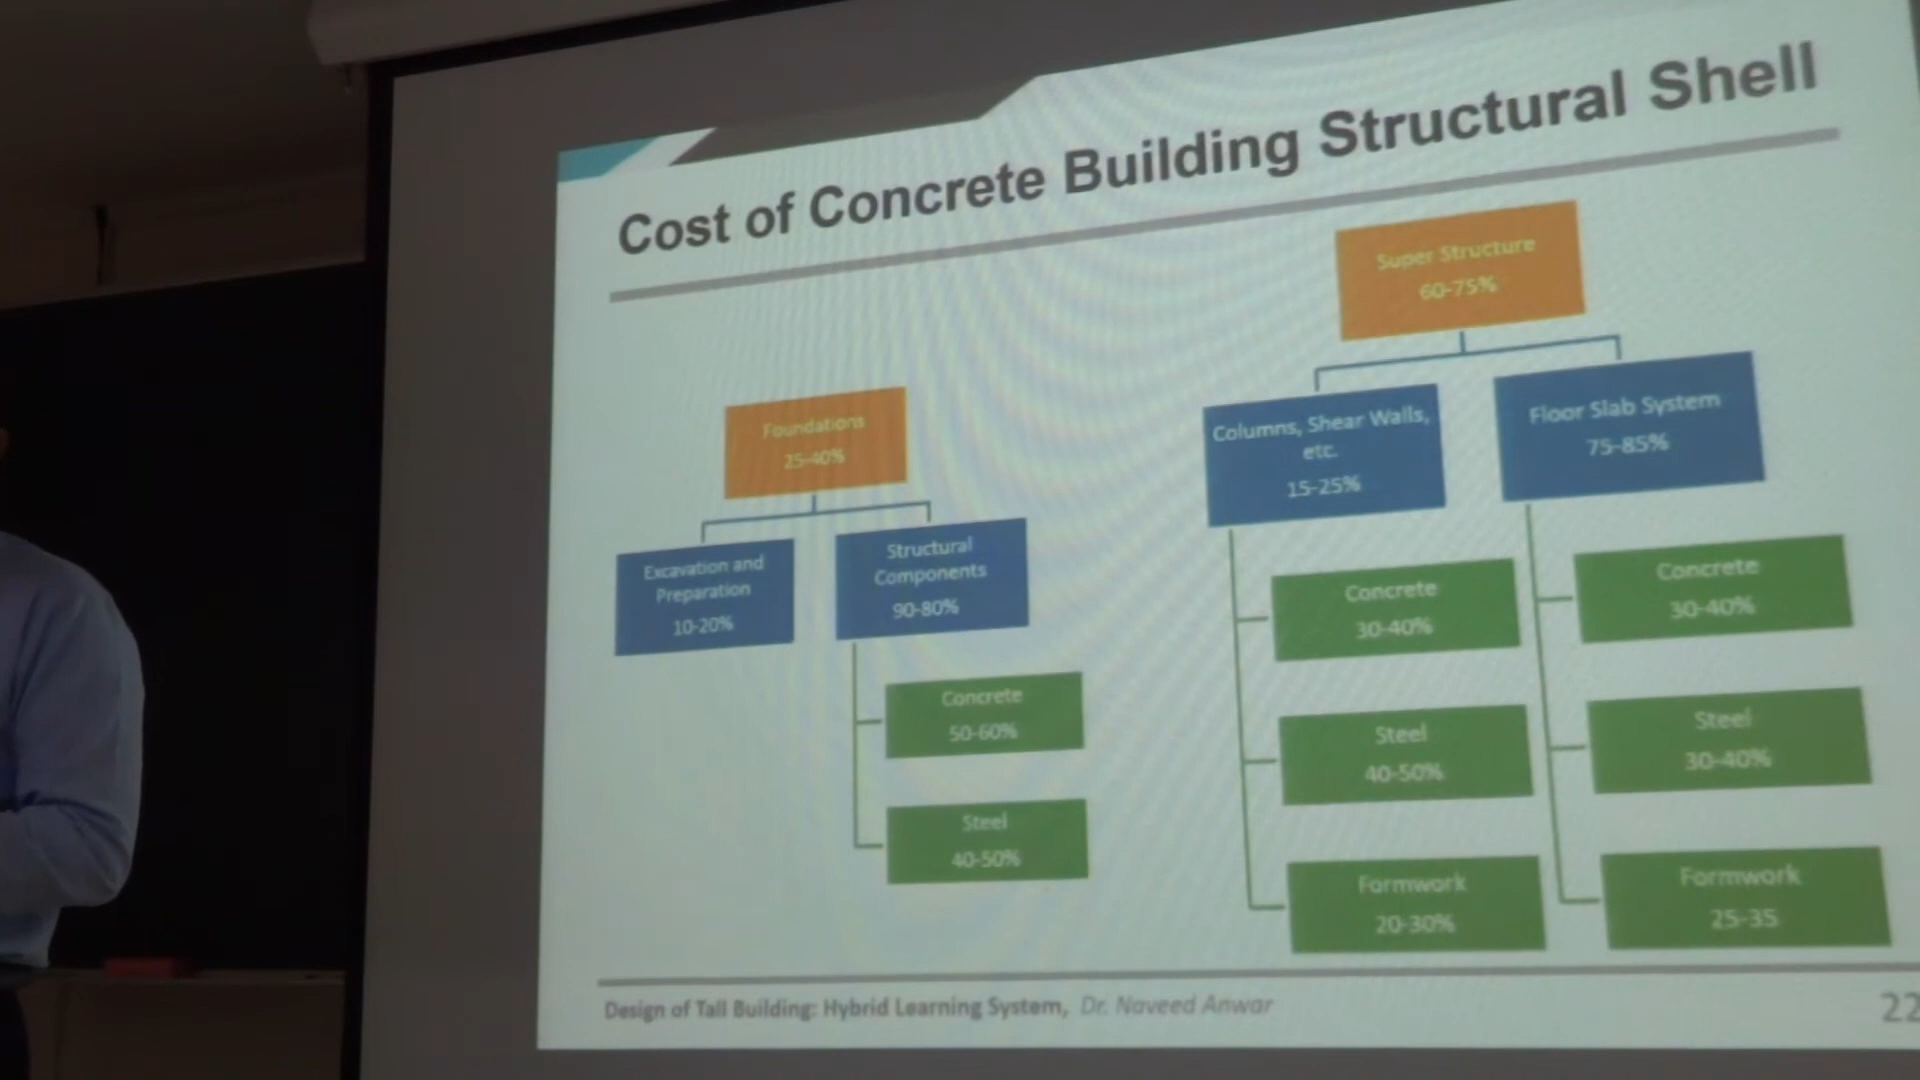 Cost of Concrete Building Structural Shell
Foundations
25-40%
Excavation and
Preparation
10-20%
Structural
Components
90-80%
Concrete
50-60%
Steel
40-50%
Super Structure
60-75%
Columns, Shear Walls,
etc.
15-25%
Concrete
30-40%
Steel
40-50%
Formwork
20-30%
Floor Slab System
75-85%
Concrete
30-40%
Steel
30-40%
Formwork
25-35
Design of Tall Building: Hybrid Learning System, Dr. Naveed Anwar
22